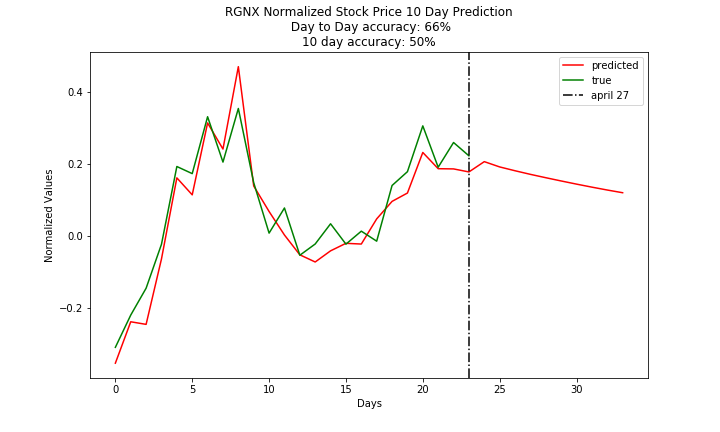 RGNX Normalized Stock Price 10 Day Prediction
Day to Day accuracy: 66%
10 day accuracy: 50%
predicted
true
april 27
Normalized Values
0.4
0.2
0.0
−0.2
0
5
10
15
20
25
30
Days